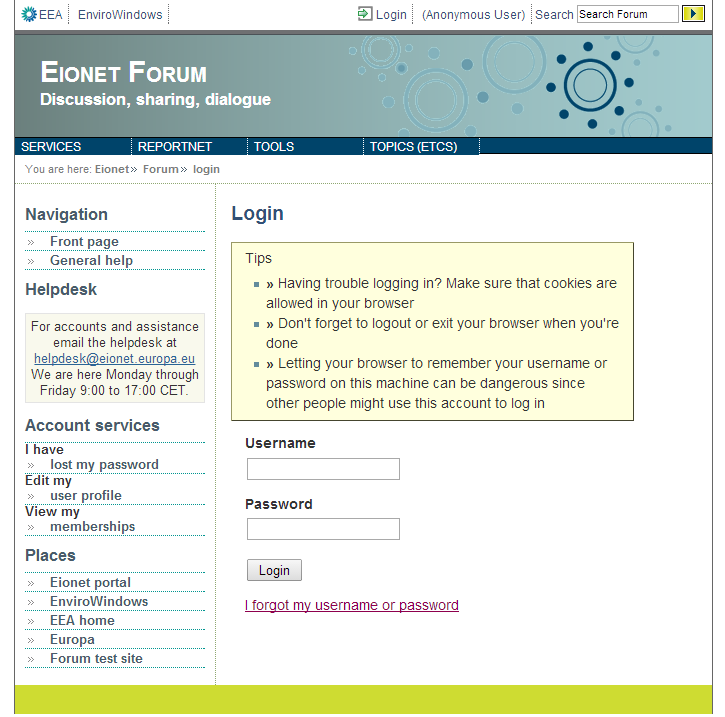 EEA EnviroWindows Login (Anonymous User) Search Search Forum
Eionet Forum
Discussion, sharing, dialogue
SERVICES REPORTNET TOOLS TOPICS (ETCS)
You are here: Eionet» Forum» login
Navigation
» Front page
» General help
Helpdesk
For accounts and assistance
email the helpdesk at
helpdesk@eionet.europa.eu
We are here Monday through
Friday 9:00 to 17:00 CET.
Account services
I have
» lost my password
Edit my
» user profile
View my
» memberships
Places
» Eionet portal
» EnviroWindows
» EEA home
» Europa
» Forum test site
Login
Tips
» Having trouble logging in? Make sure that cookies are
allowed in your browser
» Don't forget to logout or exit your browser when you're
done
» Letting your browser to remember your username or
password on this machine can be dangerous since
other people might use this account to log in
Username
Password
Login
I forgot my username or password